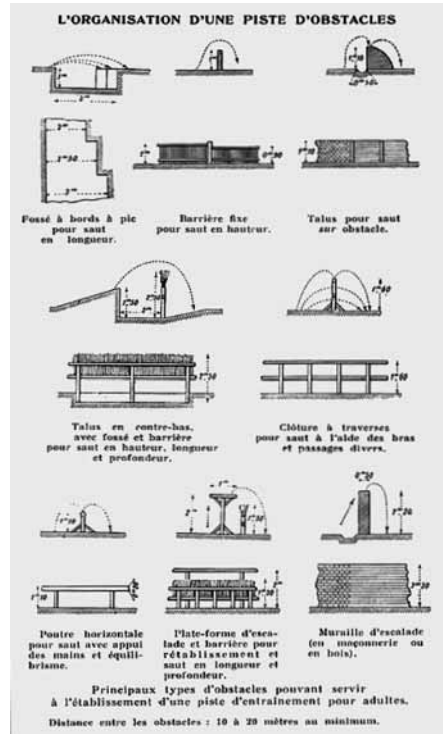 L'ORGANISATION D'UNE PISTE D'OBSTACLES
Fossé à bords à pic
pour saut
en longueur.
Barrière fixe
pour saut en hauteur.
Talus pour saut
sur obstacle.
Talus en contre-bas,
avec fossé et barrière
pour saut en hauteur, longueur
et profondeur.
Clôture à traverses
pour saut à l'aide des bras
et passages divers.
Poutre horizontale
pour saut avec appui
des mains et équili-
brisme.
Plate-forme d'esca-
lade et barrière pour
rétablissement et
saut en longueur et
profondeur.
Muraille d'escalade
(en maçonnerie ou
en bois).
Principaux types d'obstacles pouvant servir
à l'établissement d'une piste d'entrainement pour adultes.
Distance entre les obstacles : 10 à 20 mètres au minimum.